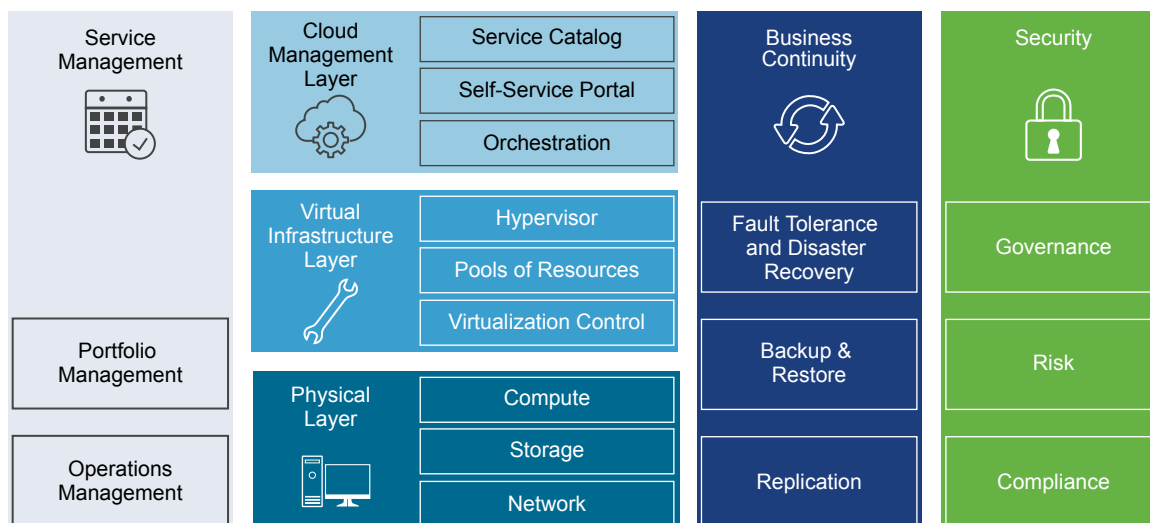 Service
Management
Portfolio
Management
Operations
Management
Cloud
Management
Layer
Service Catalog
Self-Service Portal
Orchestration
Virtual
Infrastructure
Layer
Hypervisor
Pools of Resources
Virtualization Control
Physical
Layer
Compute
Storage
Network
Business
Continuity
Fault Tolerance
and Disaster
Recovery
Backup &
Restore
Replication
Security
Governance
Risk
Compliance